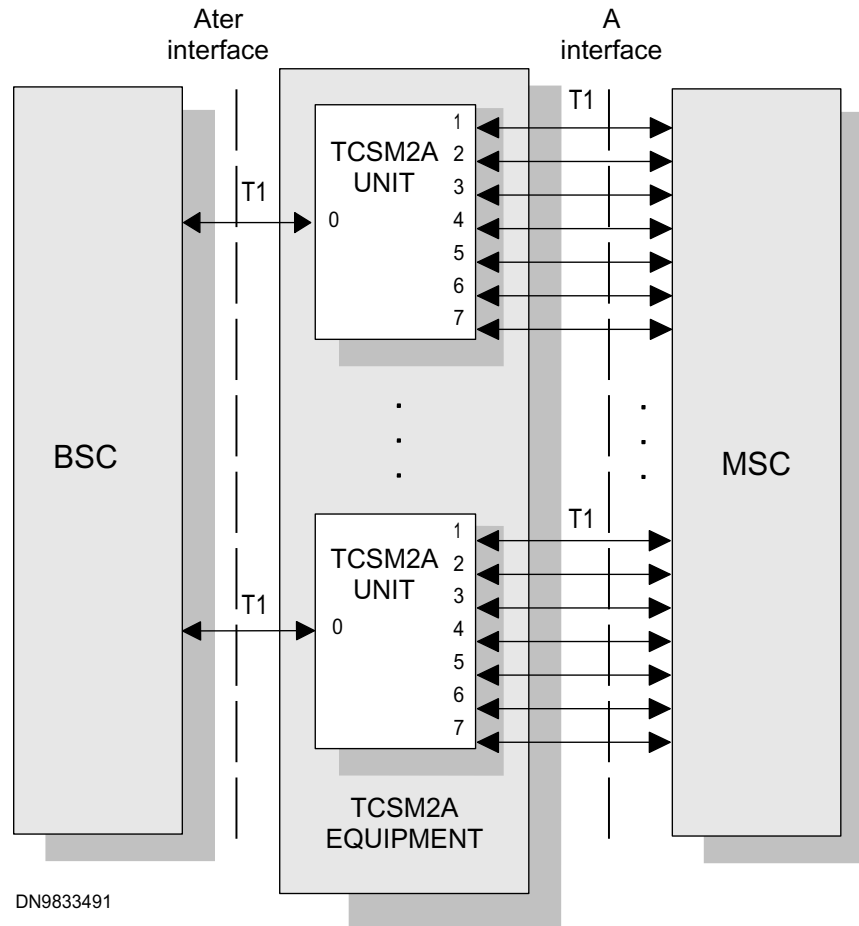 Ater
interface
A
interface
T1
TCSM2A
UNIT
1
2
3
4
5
6
7
T1
0
.
.
.
.
.
.
BSC
MSC
T1
TCSM2A
UNIT
1
2
3
4
5
6
7
T1
0
TCSM2A
EQUIPMENT
DN9833491